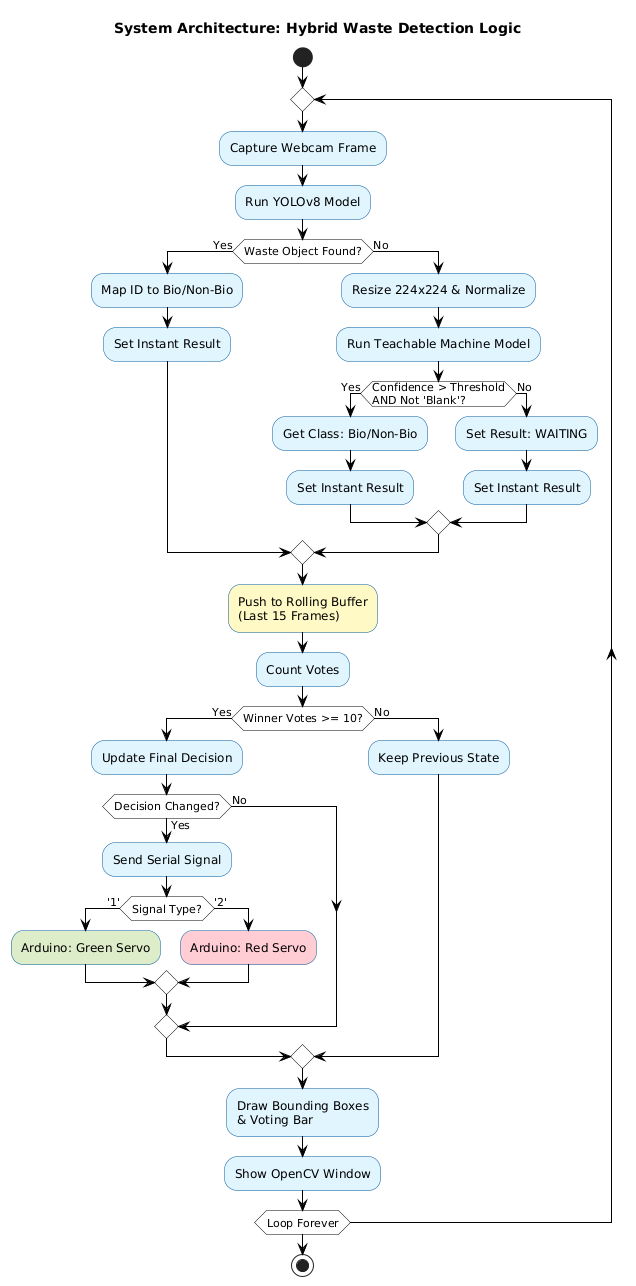 System Architecture: Hybrid Waste Detection Logic
Capture Webcam Frame
Run YOLOv8 Model
Yes
Waste Object Found?
No
Map ID to Bio/Non-Bio
Set Instant Result
Resize 224x224 & Normalize
Run Teachable Machine Model
Yes
Confidence > Threshold
AND Not 'Blank'?
No
Get Class: Bio/Non-Bio
Set Instant Result
Set Result: WAITING
Set Instant Result
Push to Rolling Buffer
(Last 15 Frames)
Count Votes
Yes
Winner Votes >= 10?
No
Update Final Decision
Keep Previous State
Decision Changed?
No
Yes
Send Serial Signal
'1'
Signal Type?
'2'
Arduino: Green Servo
Arduino: Red Servo
Draw Bounding Boxes
& Voting Bar
Show OpenCV Window
Loop Forever